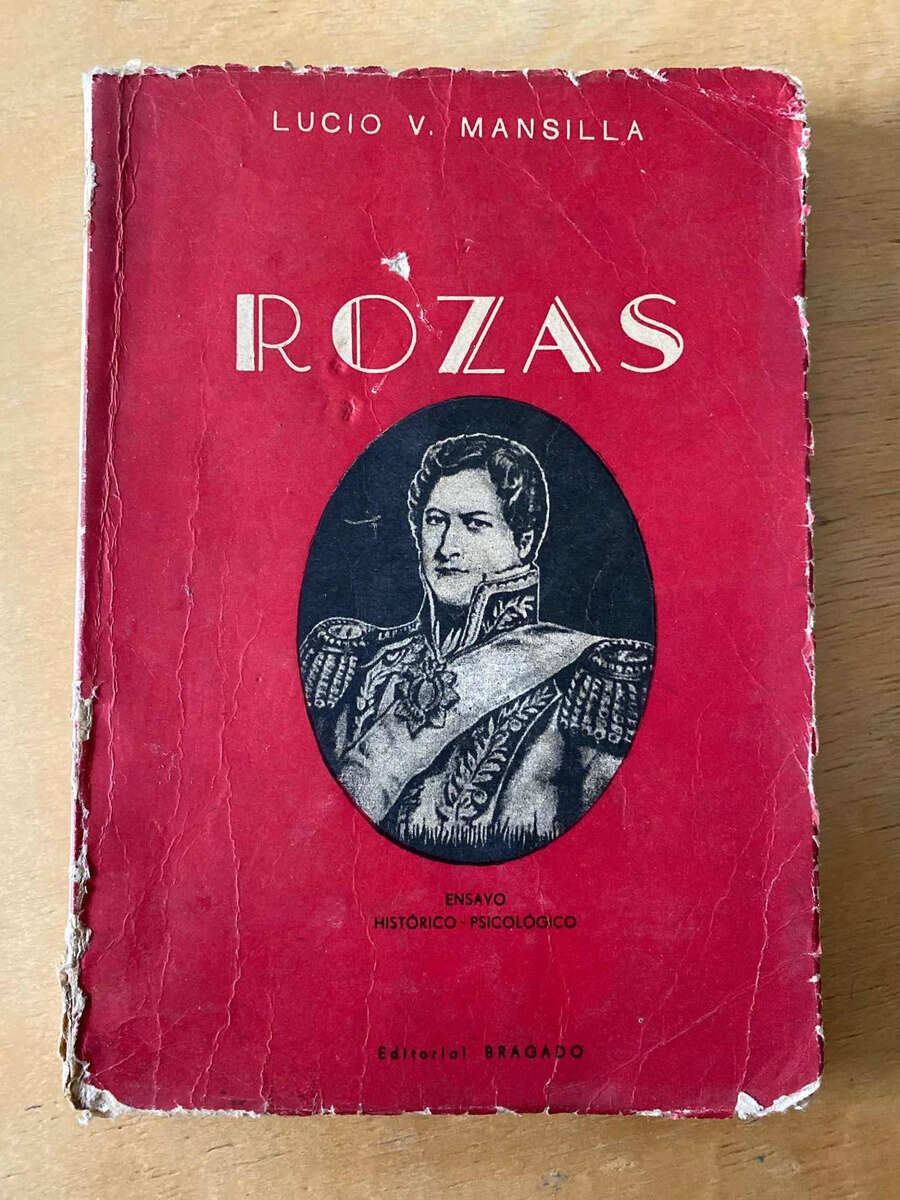 LUCIO V. MANSILLA
ROZAS
ENSAYO
HISTÓRICO - PSICOLÓGICO
Editorial BRAGADO